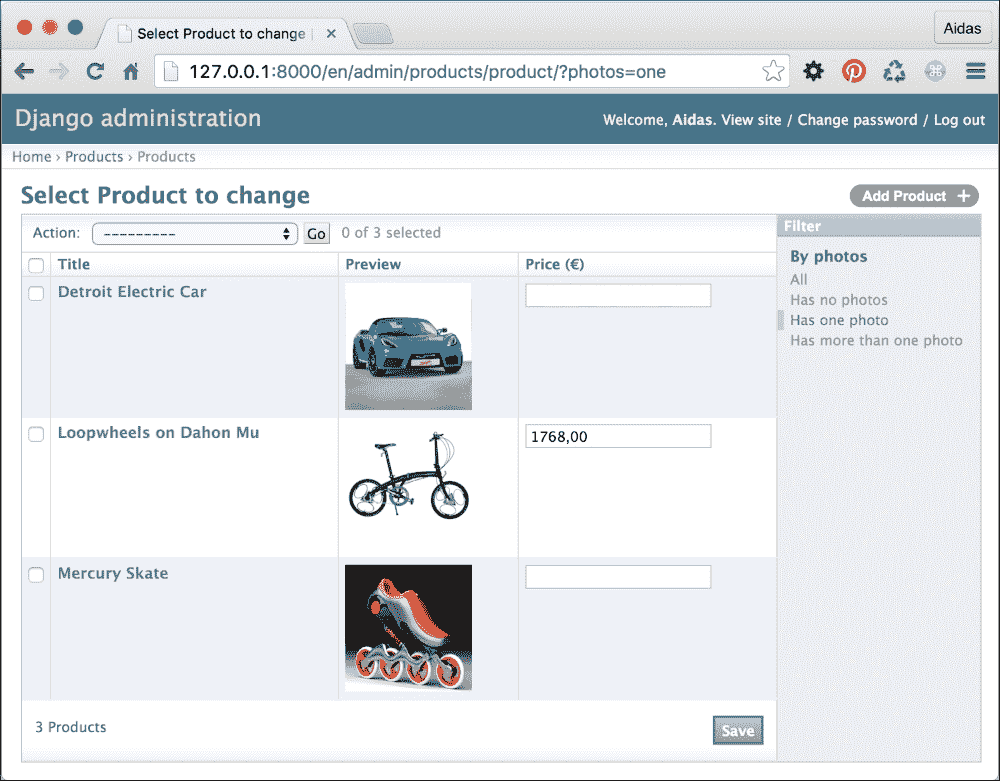 Select Product to change
Aidas
127.0.0.1:8000/en/admin/products/product/?photos=one
Django administration
Welcome, Aidas. View site / Change password / Log out
Home › Products › Products
Select Product to change
Add Product +
Action: --------- Go 0 of 3 selected
Filter
By photos
All
Has no photos
Has one photo
Has more than one photo
Title Preview Price (€)
Detroit Electric Car
Loopwheels on Dahon Mu 1768,00
Mercury Skate
3 Products
Save